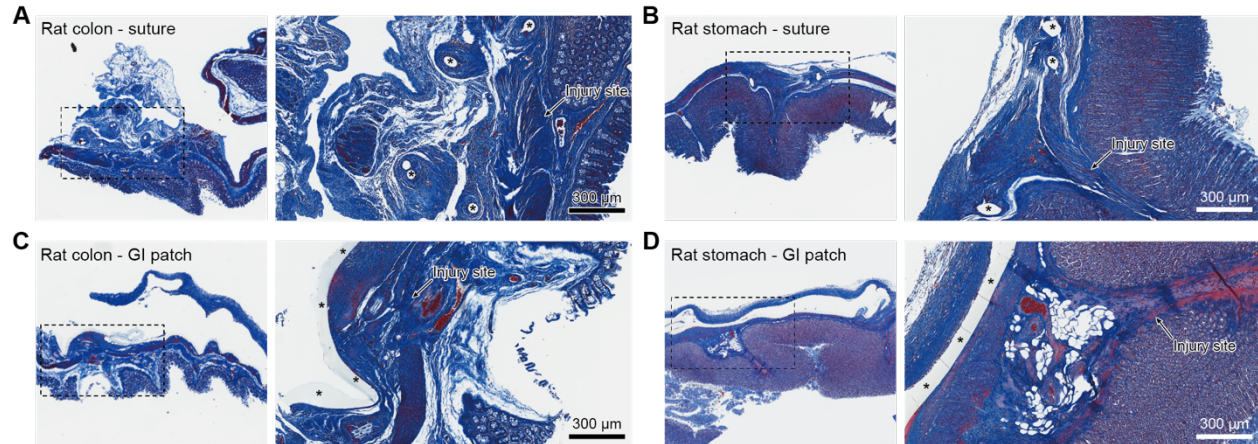 A
Rat colon - suture
*
*
*
*
Injury site
300 µm
B
Rat stomach - suture
*
*
*
Injury site
300 µm
C
Rat colon - GI patch
*
*
*
*
Injury site
300 µm
D
Rat stomach - GI patch
*
*
*
Injury site
300 µm